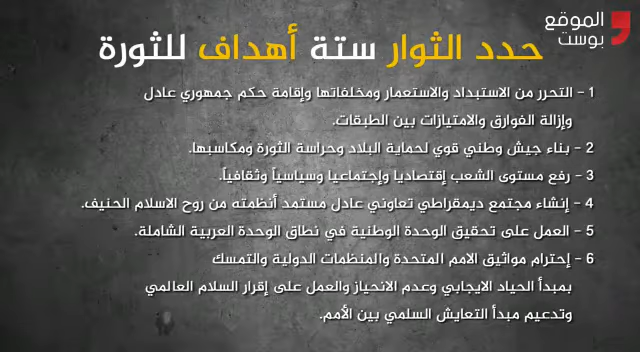 الموقع
بوست
حدد الثوار ستة أهداف للثورة
1 - التحرر من الاستبداد والاستعمار ومخلفاتها وإقامة حكم جمهوري عادل
وإزالة الفوارق والامتيازات بين الطبقات.
2 - بناء جيش وطني قوي لحماية البلاد وحراسة الثورة ومكاسبها.
3 - رفع مستوى الشعب إقتصاديا وإجتماعيا وسياسياً وثقافياً.
4 - إنشاء مجتمع ديمقراطي تعاوني عادل مستمد أنظمته من روح الاسلام الحنيف.
5 - العمل على تحقيق الوحدة الوطنية في نطاق الوحدة العربية الشاملة.
6 - إحترام مواثيق الامم المتحدة والمنظمات الدولية والتمسك
بمبدأ الحياد الايجابي وعدم الانحياز والعمل على إقرار السلام العالمي
وتدعيم مبدأ التعايش السلمي بين الأمم.